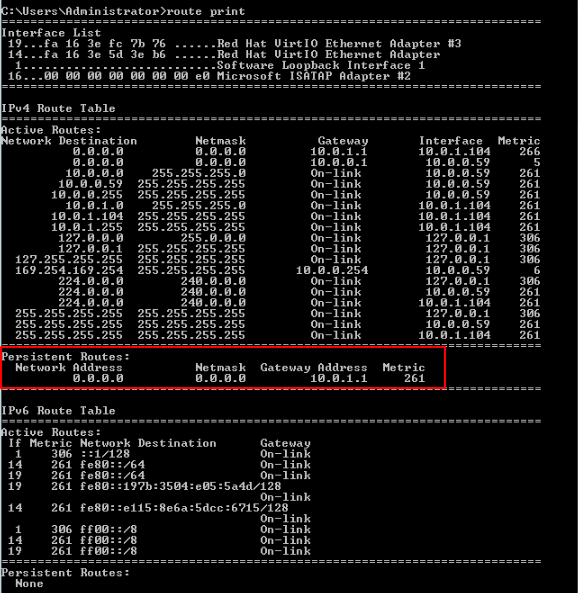 C:\Users\Administrator>route print
===========================================================================
Interface List
 19...fa 16 3e fc 7b 76 ......Red Hat VirtIO Ethernet Adapter #3
 14...fa 16 3e 5d 3e b6 ......Red Hat VirtIO Ethernet Adapter
  1...........................Software Loopback Interface 1
 16...00 00 00 00 00 00 00 e0 Microsoft ISATAP Adapter #2
===========================================================================
IPv4 Route Table
===========================================================================
Active Routes:
Network Destination        Netmask          Gateway       Interface  Metric
          0.0.0.0          0.0.0.0         10.0.1.1       10.0.1.104    266
          0.0.0.0          0.0.0.0         10.0.0.1        10.0.0.59      5
         10.0.0.0    255.255.255.0         On-link         10.0.0.59    261
        10.0.0.59  255.255.255.255         On-link         10.0.0.59    261
       10.0.0.255  255.255.255.255         On-link         10.0.0.59    261
         10.0.1.0    255.255.255.0         On-link        10.0.1.104    261
       10.0.1.104  255.255.255.255         On-link        10.0.1.104    261
       10.0.1.255  255.255.255.255         On-link        10.0.1.104    261
        127.0.0.0        255.0.0.0         On-link         127.0.0.1    306
        127.0.0.1  255.255.255.255         On-link         127.0.0.1    306
  127.255.255.255  255.255.255.255         On-link         127.0.0.1    306
  169.254.169.254  255.255.255.255       10.0.0.254        10.0.0.59      6
        224.0.0.0        240.0.0.0         On-link         127.0.0.1    306
        224.0.0.0        240.0.0.0         On-link         10.0.0.59    261
        224.0.0.0        240.0.0.0         On-link        10.0.1.104    261
  255.255.255.255  255.255.255.255         On-link         127.0.0.1    306
  255.255.255.255  255.255.255.255         On-link         10.0.0.59    261
  255.255.255.255  255.255.255.255         On-link        10.0.1.104    261
===========================================================================
Persistent Routes:
  Network Address          Netmask  Gateway Address  Metric
          0.0.0.0          0.0.0.0         10.0.1.1     261
===========================================================================
IPv6 Route Table
===========================================================================
Active Routes:
 If Metric Network Destination      Gateway
  1    306 ::1/128                  On-link
 14    261 fe80::/64                On-link
 19    261 fe80::/64                On-link
 19    261 fe80::197b:3504:e05:5a4d/128
                                    On-link
 14    261 fe80::e115:8e6a:5dcc:6715/128
                                    On-link
  1    306 ff00::/8                 On-link
 14    261 ff00::/8                 On-link
 19    261 ff00::/8                 On-link
===========================================================================
Persistent Routes:
  None